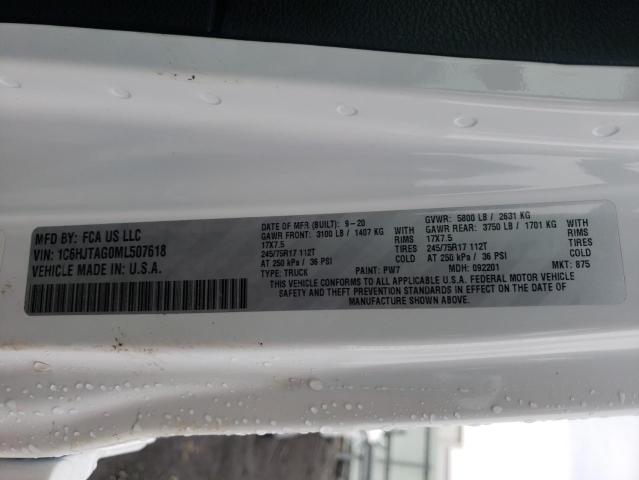 MFD BY: FCA US LLC
VIN: 1C6HJTAG0ML507618
VEHICLE MADE IN: U.S.A.
DATE OF MFR (BUILT): 9-20
GAWR FRONT: 3100 LB / 1407 KG WITH
17X7.5 RIMS
245/75R17 112T TIRES
AT 250 kPa / 36 PSI COLD
GVWR: 5800 LB / 2631 KG
GAWR REAR: 3750 LB / 1701 KG WITH
17X7.5 RIMS
245/75R17 112T TIRES
AT 250 kPa / 36 PSI COLD
TYPE: TRUCK PAINT: PW7 MDH: 092201 MKT: 875
THIS VEHICLE CONFORMS TO ALL APPLICABLE U.S.A. FEDERAL MOTOR VEHICLE
SAFETY AND THEFT PREVENTION STANDARDS IN EFFECT ON THE DATE OF
MANUFACTURE SHOWN ABOVE.